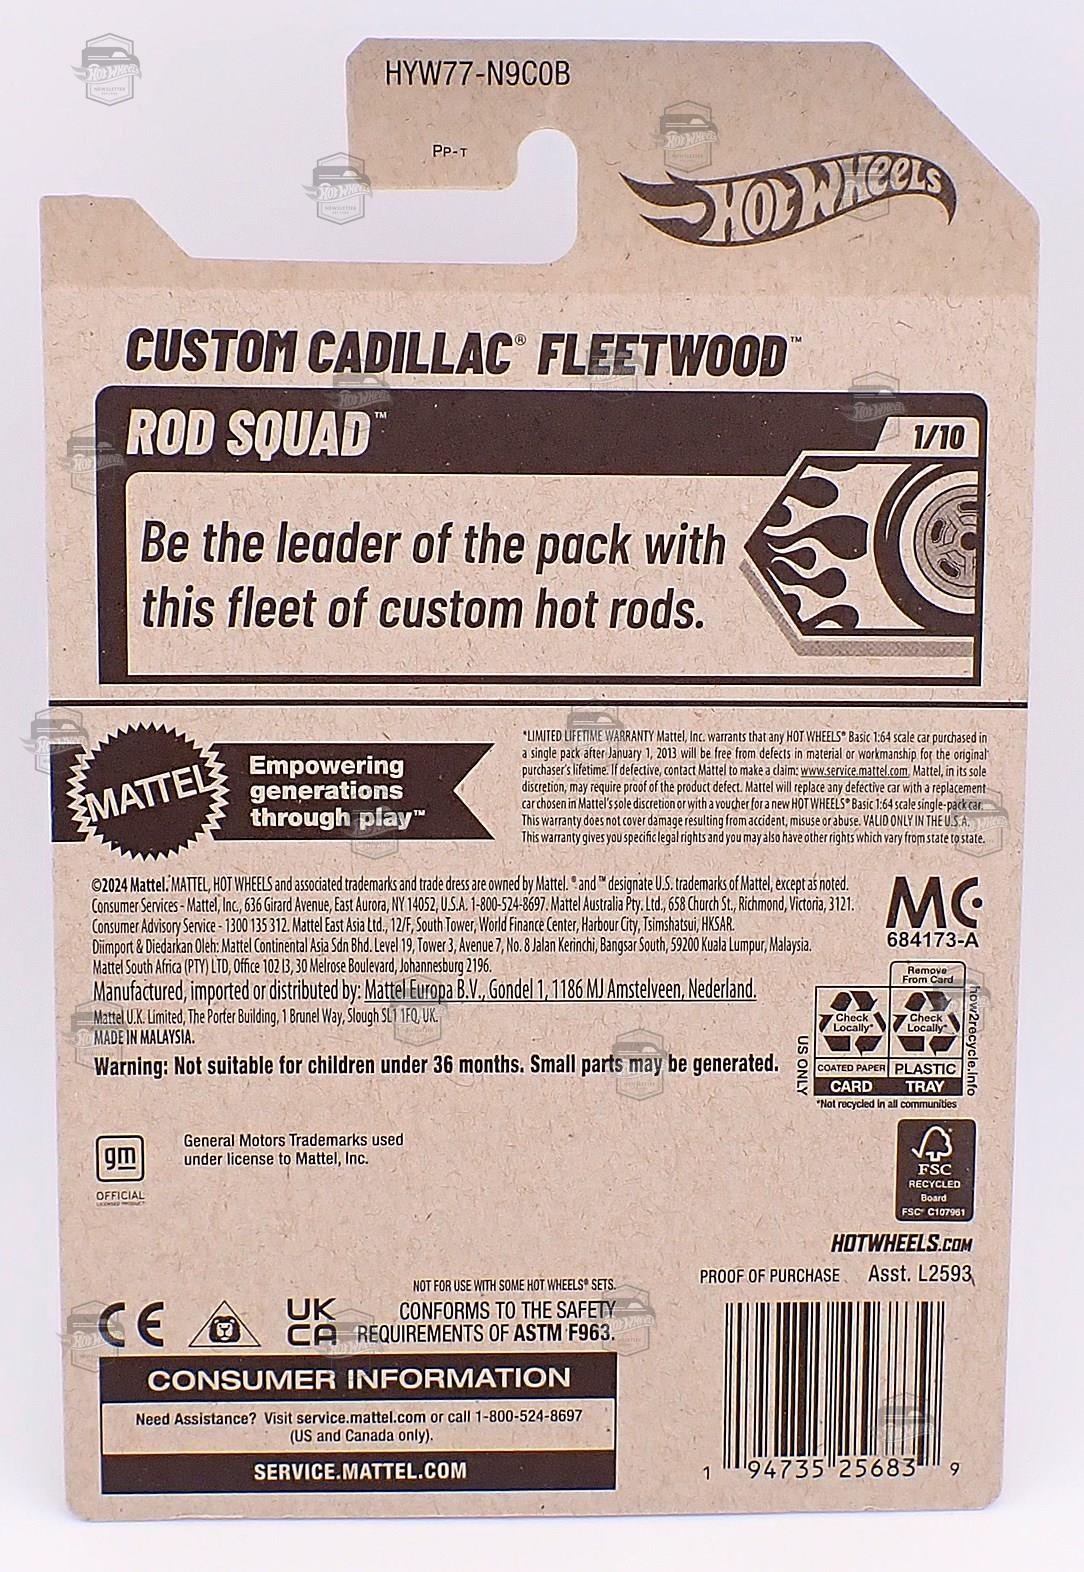 HYW77-N9C0B
PP-T
HOT WHEELS
CUSTOM CADILLAC® FLEETWOOD™
ROD SQUAD™
1/10
Be the leader of the pack with
this fleet of custom hot rods.
MATTEL
Empowering
generations
through play™
*LIMITED LIFETIME WARRANTY Mattel, Inc. warrants that any HOT WHEELS® Basic 1:64 scale car purchased in
a single pack after January 1, 2013 will be free from defects in material or workmanship for the original
purchaser's lifetime. If defective, contact Mattel to make a claim: www.service.mattel.com. Mattel, in its sole
discretion, may require proof of the product defect. Mattel will replace any defective car with a replacement
car chosen in Mattel's sole discretion or with a voucher for a new HOT WHEELS® Basic 1:64 scale single-pack car.
This warranty does not cover damage resulting from accident, misuse or abuse. VALID ONLY IN THE U.S.A.
This warranty gives you specific legal rights and you may also have other rights which vary from state to state.
©2024 Mattel. MATTEL, HOT WHEELS and associated trademarks and trade dress are owned by Mattel. ® and ™ designate U.S. trademarks of Mattel, except as noted.
Consumer Services - Mattel, Inc., 636 Girard Avenue, East Aurora, NY 14052, U.S.A. 1-800-524-8697. Mattel Australia Pty. Ltd., 658 Church St., Richmond, Victoria, 3121.
Consumer Advisory Service - 1300 135 312. Mattel East Asia Ltd., 12/F, South Tower, World Finance Center, Harbour City, Tsimshatsui, HKSAR.
Diimport & Diedarkan Oleh: Mattel Continental Asia Sdn Bhd. Level 19, Tower 3, Avenue 7, No. 8 Jalan Kerinchi, Bangsar South, 59200 Kuala Lumpur, Malaysia.
Mattel South Africa (PTY) LTD, Office 102 I3, 30 Melrose Boulevard, Johannesburg 2196.
Manufactured, imported or distributed by: Mattel Europa B.V., Gondel 1, 1186 MJ Amstelveen, Nederland.
Mattel U.K. Limited, The Porter Building, 1 Brunel Way, Slough SL1 1FQ, UK.
MADE IN MALAYSIA.
Warning: Not suitable for children under 36 months. Small parts may be generated.
MC
684173-A
Remove
From Card
Check
Locally*
Check
Locally*
COATED PAPER
PLASTIC
CARD
TRAY
US ONLY
how2recycle.info
*Not recycled in all communities
gm
OFFICIAL
LICENSED PRODUCT
General Motors Trademarks used
under license to Mattel, Inc.
FSC
RECYCLED
Board
FSC® C107961
HOTWHEELS.COM
PROOF OF PURCHASE Asst. L2593
NOT FOR USE WITH SOME HOT WHEELS® SETS.
CE
UK
CA
CONFORMS TO THE SAFETY
REQUIREMENTS OF ASTM F963.
CONSUMER INFORMATION
Need Assistance? Visit service.mattel.com or call 1-800-524-8697
(US and Canada only).
SERVICE.MATTEL.COM
1 94735 25683 9